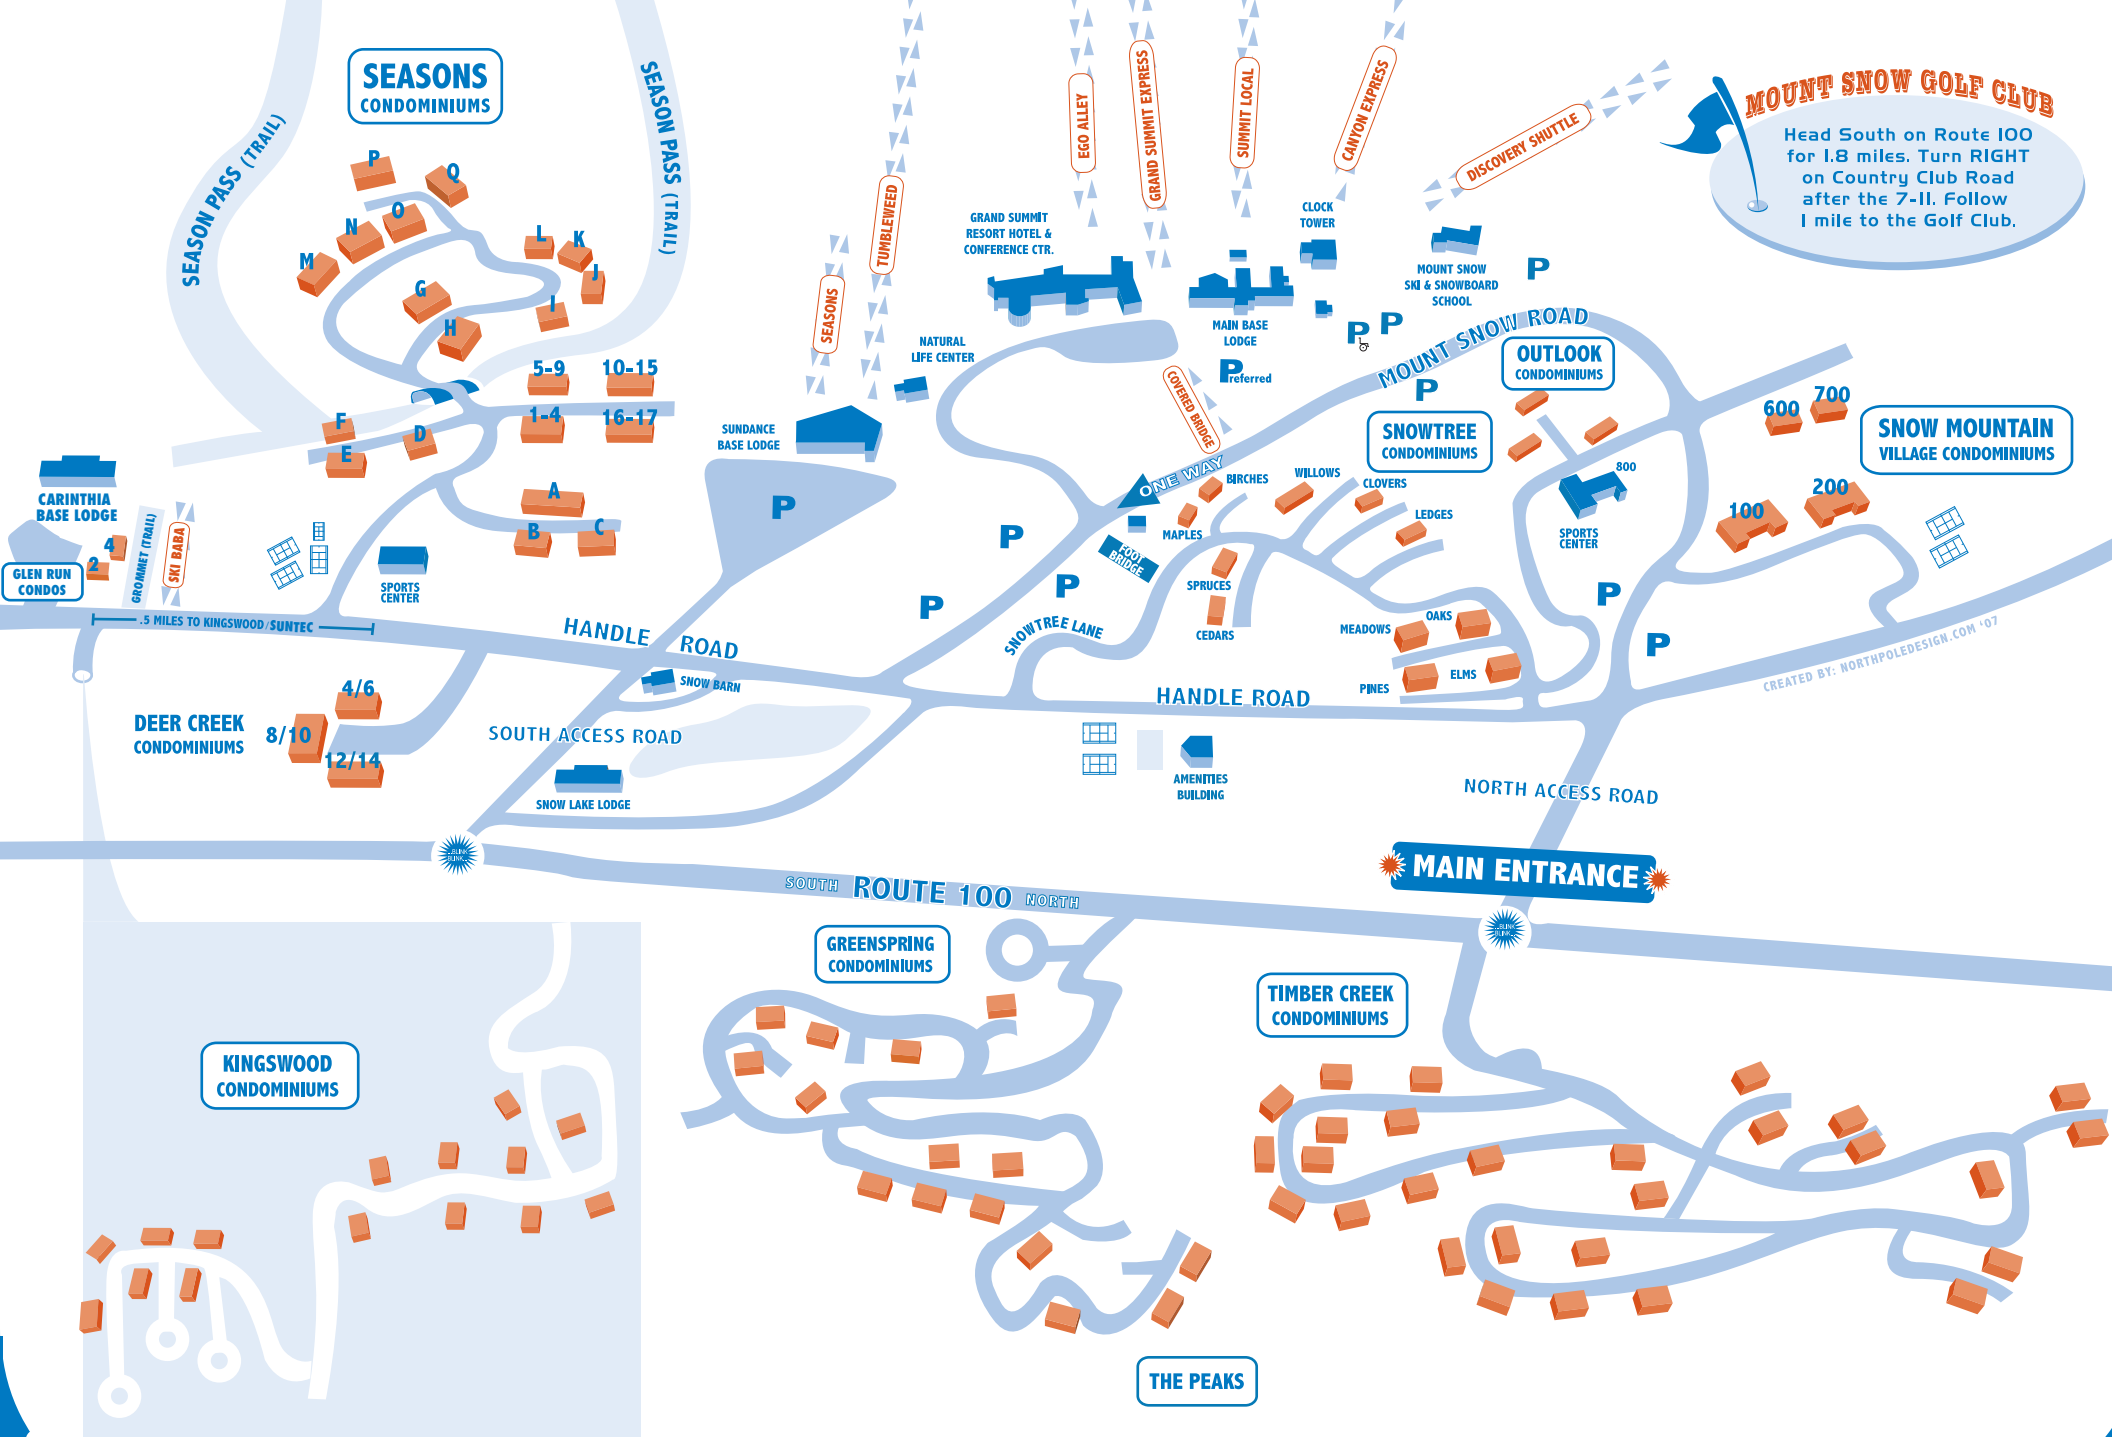 SEASONS
CONDOMINIUMS
SEASON PASS (TRAIL)
SEASON PASS (TRAIL)
P
Q
O
N
M
L
K
J
I
G
H
5-9
10-15
1-4
16-17
F
D
E
A
B
C
CARINTHIA
BASE LODGE
4
2
GLEN RUN
CONDOS
GROMMET (TRAIL)
SKI BABA
SPORTS
CENTER
.5 MILES TO KINGSWOOD/SUNTEC
SEASONS
TUMBLEWEED
EGO ALLEY
GRAND SUMMIT EXPRESS
SUMMIT LOCAL
CANYON EXPRESS
DISCOVERY SHUTTLE
MOUNT SNOW GOLF CLUB
Head South on Route 100
for 1.8 miles. Turn RIGHT
on Country Club Road
after the 7-11. Follow
1 mile to the Golf Club.
GRAND SUMMIT
RESORT HOTEL &
CONFERENCE CTR.
CLOCK
TOWER
MAIN BASE
LODGE
MOUNT SNOW
SKI & SNOWBOARD
SCHOOL
P
P
P
Preferred
P
NATURAL
LIFE CENTER
SUNDANCE
BASE LODGE
P
COVERED BRIDGE
MOUNT SNOW ROAD
ONE WAY
OUTLOOK
CONDOMINIUMS
SNOWTREE
CONDOMINIUMS
600
700
SNOW MOUNTAIN
VILLAGE CONDOMINIUMS
100
200
800
SPORTS
CENTER
BIRCHES
WILLOWS
CLOVERS
LEDGES
MAPLES
FOOT
BRIDGE
SPRUCES
CEDARS
MEADOWS
OAKS
PINES
ELMS
P
P
P
P
P
SNOWTREE LANE
HANDLE ROAD
HANDLE ROAD
SNOW BARN
SOUTH ACCESS ROAD
SNOW LAKE LODGE
AMENITIES
BUILDING
NORTH ACCESS ROAD
CREATED BY: NORTHPOLEDESIGN.COM '07
DEER CREEK
CONDOMINIUMS
4/6
8/10
12/14
..BLINK
BLINK..
MAIN ENTRANCE
..BLINK
BLINK..
SOUTH ROUTE 100 NORTH
GREENSPRING
CONDOMINIUMS
TIMBER CREEK
CONDOMINIUMS
KINGSWOOD
CONDOMINIUMS
THE PEAKS